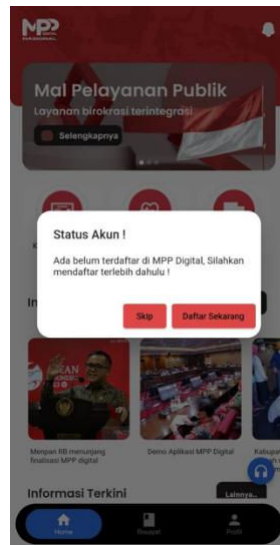 MPP
Mal Pelayanan Publik
Layanan birokrasi terintegrasi
Selengkapnya
Status Akun !
Ada belum terdaftar di MPP Digital, Silahkan
mendaftar terlebih dahulu !
Skip
Daftar Sekarang
In
Menpan RB menunjang
finalisasi MPP digital
Demo Aplikasi MPP Digital
Kabupat
Informasi Terkini
Lainnya..
Home
Riwayat
Profil